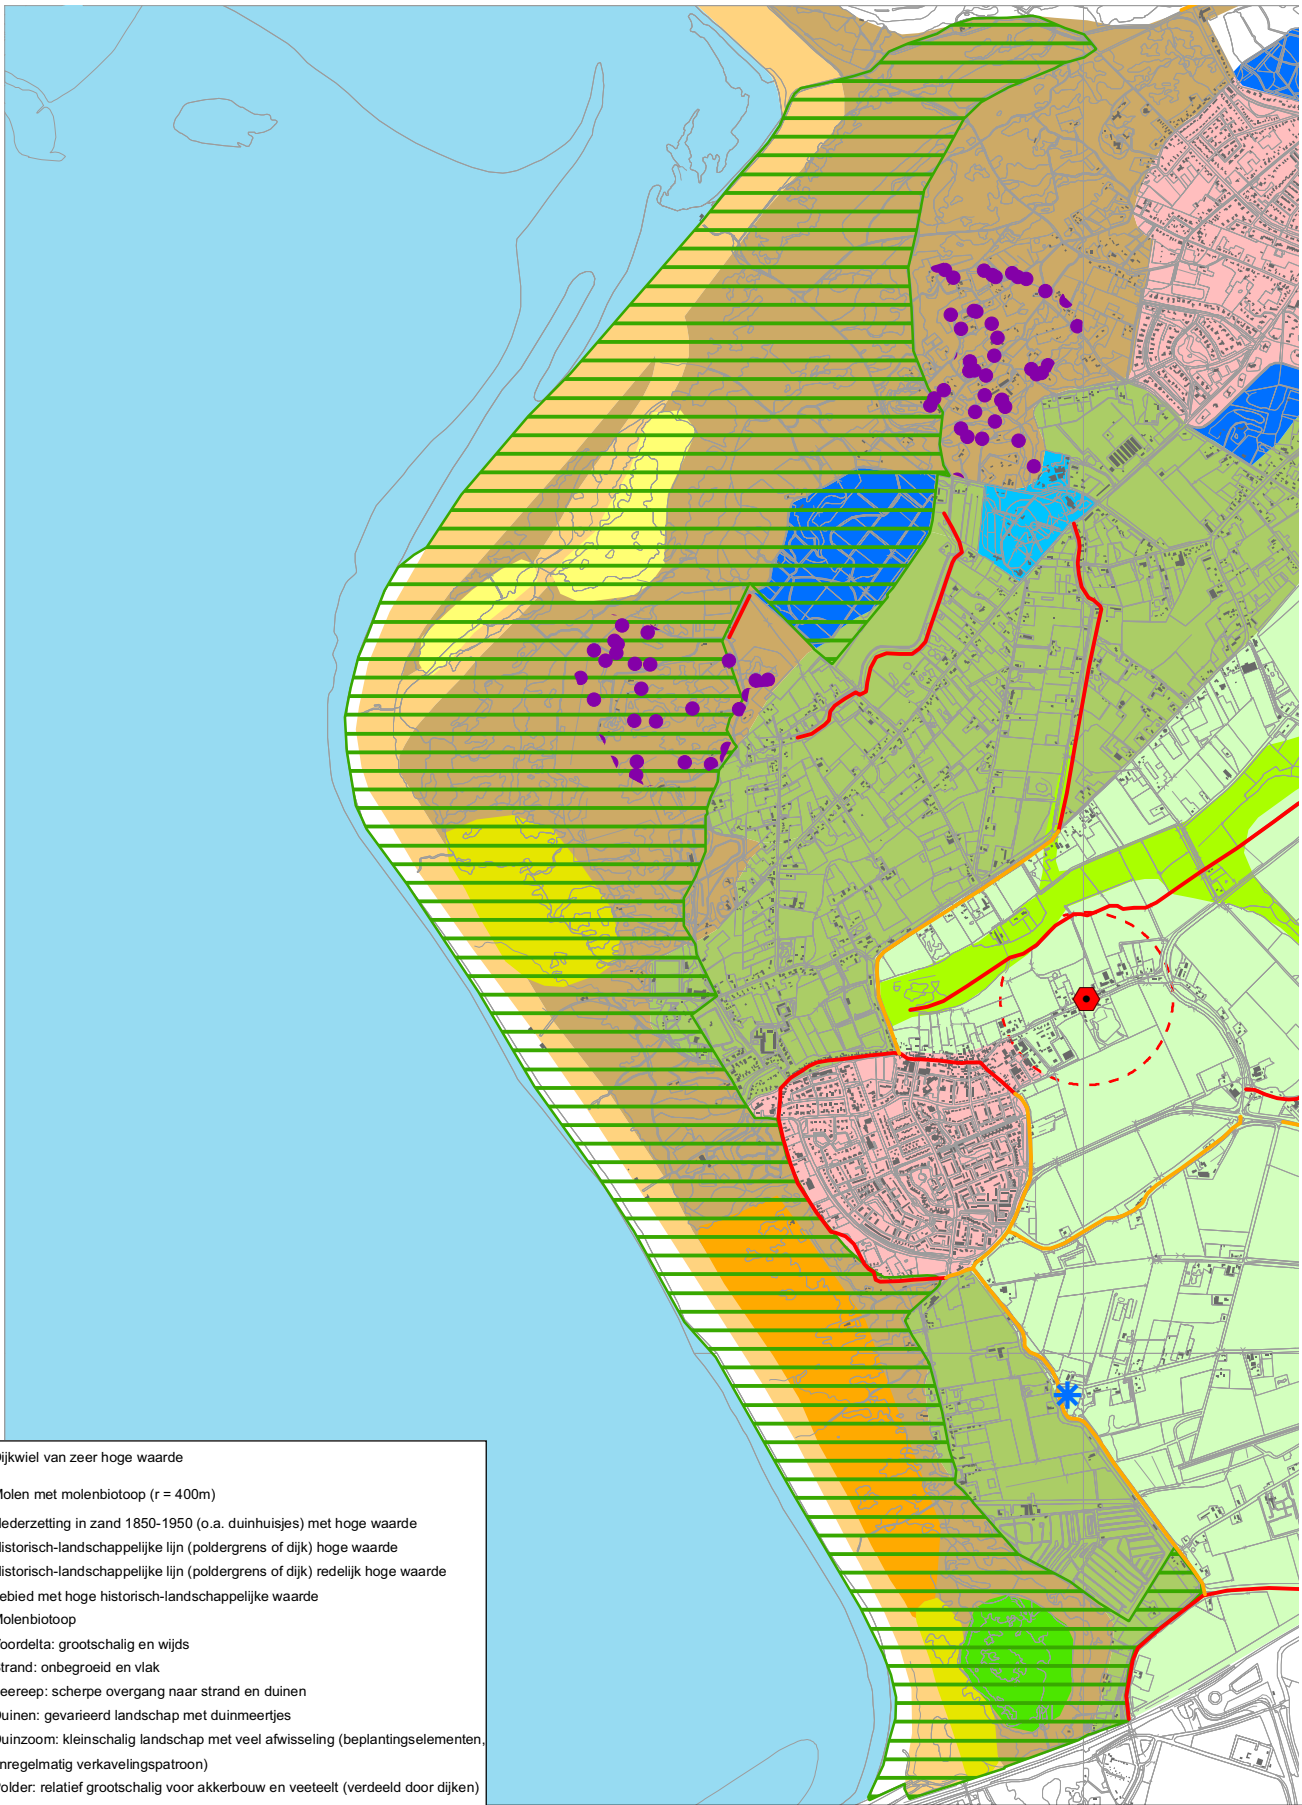 ijkwiel van zeer hoge waarde
olen met molenbiotoop (r = 400m)
ederzetting in zand 1850-1950 (o.a. duinhuisjes) met hoge waarde
istorisch-landschappelijke lijn (poldergrens of dijk) hoge waarde
istorisch-landschappelijke lijn (poldergrens of dijk) redelijk hoge waarde
ebied met hoge historisch-landschappelijke waarde
olenbiotoop
oordelta: grootschalig en wijds
trand: onbegroeid en vlak
eereep: scherpe overgang naar strand en duinen
uinen: gevarieerd landschap met duinmeertjes
uinzoom: kleinschalig landschap met veel afwisseling (beplantingselementen,
nregelmatig verkavelingspatroon)
older: relatief grootschalig voor akkerbouw en veeteelt (verdeeld door dijken)